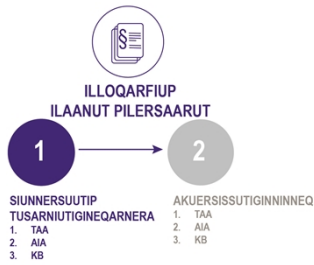 §
ILLOQARFIUP
ILAANUT PILERSAARUT
1
2
SIUNNERSUUTIP
TUSARNIUTIGINEQARNERA
1. TAA
2. AIA
3. KB
AKUERSISSUTIGINNINNEQ
1. TAA
2. AIA
3. KB